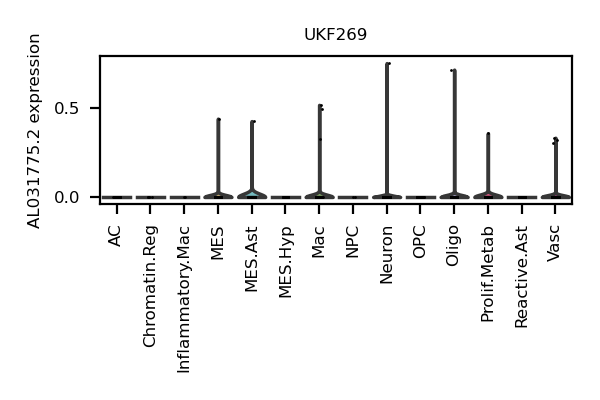 UKF269
AL031775.2 expression
0.5
0.0
AC
Chromatin.Reg
Inflammatory.Mac
MES
MES.Ast
MES.Hyp
Mac
NPC
Neuron
OPC
Oligo
Prolif.Metab
Reactive.Ast
Vasc